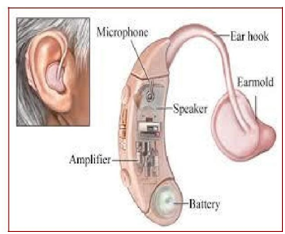 Microphone
Ear hook
Earmold
Speaker
Amplifier
Battery